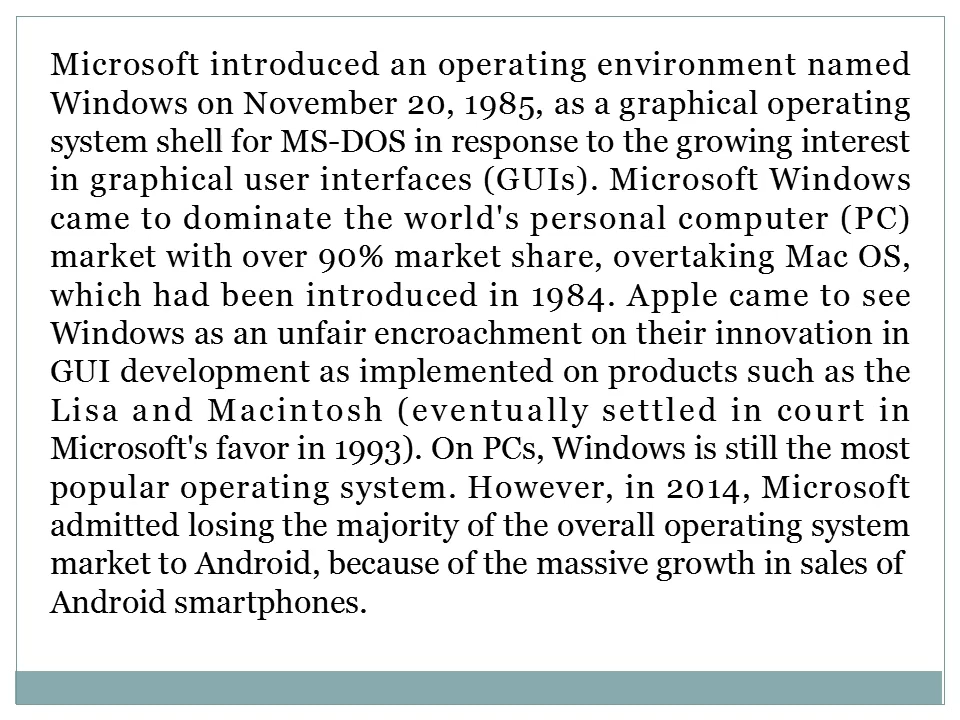 Microsoft introduced an operating environment named
Windows on November 20, 1985, as a graphical operating
system shell for MS-DOS in response to the growing interest
in graphical user interfaces (GUIs). Microsoft Windows
came to dominate the world's personal computer (PC)
market with over 90% market share, overtaking Mac OS,
which had been introduced in 1984. Apple came to see
Windows as an unfair encroachment on their innovation in
GUI development as implemented on products such as the
Lisa and Macintosh (eventually settled in court in
Microsoft's favor in 1993). On PCs, Windows is still the most
popular operating system. However, in 2014, Microsoft
admitted losing the majority of the overall operating system
market to Android, because of the massive growth in sales of
Android smartphones.